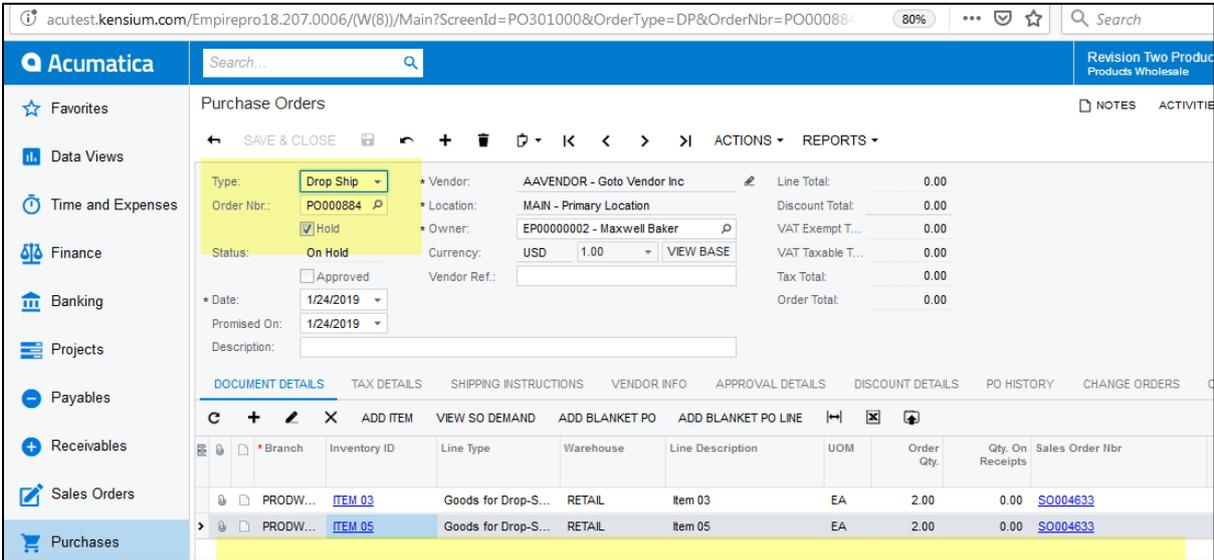 acutest.kensium.com/Empirepro18.207.0006/(W(8))/Main?ScreenId=PO301000&OrderType=DP&OrderNbr=PO000884 80% Search
Acumatica Search... Revision Two Produc
Products Wholesale
Favorites Purchase Orders NOTES ACTIVITIE
SAVE & CLOSE ACTIONS REPORTS
Data Views
Type: Drop Ship * Vendor: AAVENDOR - Goto Vendor Inc Line Total: 0.00
Time and Expenses Order Nbr.: PO000884 * Location: MAIN - Primary Location Discount Total: 0.00
Hold * Owner: EP00000002 - Maxwell Baker VAT Exempt T... 0.00
Finance Status: On Hold Currency: USD 1.00 VIEW BASE VAT Taxable T... 0.00
Approved Vendor Ref.: Tax Total: 0.00
Banking * Date: 1/24/2019 Order Total: 0.00
Promised On: 1/24/2019
Projects Description:
DOCUMENT DETAILS TAX DETAILS SHIPPING INSTRUCTIONS VENDOR INFO APPROVAL DETAILS DISCOUNT DETAILS PO HISTORY CHANGE ORDERS
Payables
ADD ITEM VIEW SO DEMAND ADD BLANKET PO ADD BLANKET PO LINE
Receivables * Branch Inventory ID Line Type Warehouse Line Description UOM Order Qty. Qty. On Receipts Sales Order Nbr
Sales Orders PRODW... ITEM 03 Goods for Drop-S... RETAIL Item 03 EA 2.00 0.00 SO004633
PRODW... ITEM 05 Goods for Drop-S... RETAIL Item 05 EA 2.00 0.00 SO004633
Purchases